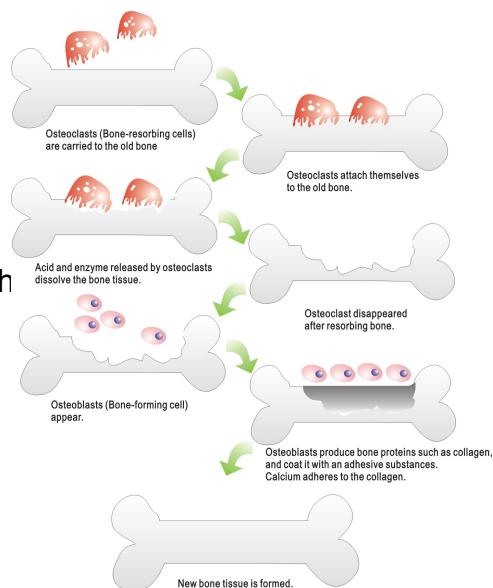 Osteoclasts (Bone-resorbing cells)
are carried to the old bone
Osteoclasts attach themselves
to the old bone.
Acid and enzyme released by osteoclasts
dissolve the bone tissue.
h
Osteoclast disappeared
after resorbing bone.
Osteoblasts (Bone-forming cell)
appear.
Osteoblasts produce bone proteins such as collagen,
and coat it with an adhesive substances.
Calcium adheres to the collagen.
New bone tissue is formed.